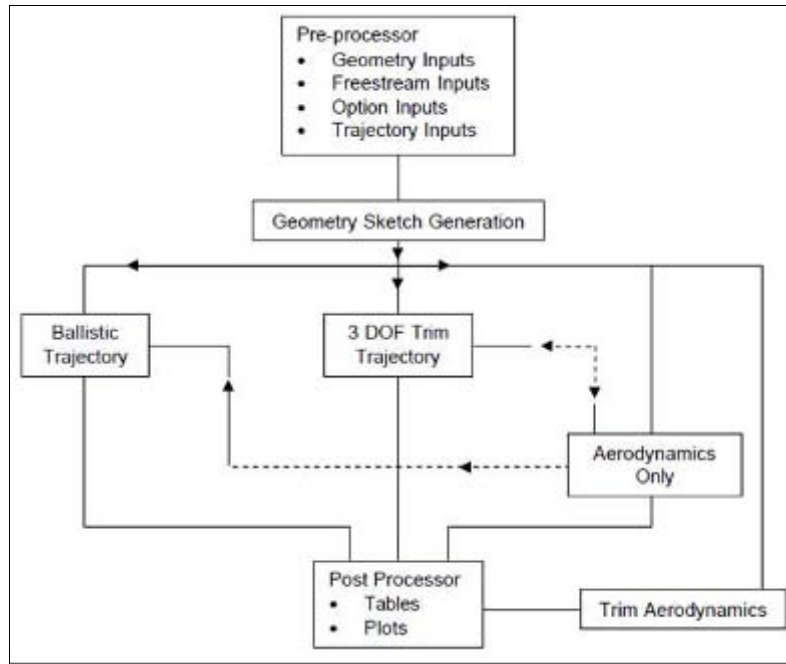 Pre-processor
• Geometry Inputs
• Freestream Inputs
• Option Inputs
• Trajectory Inputs
Geometry Sketch Generation
Ballistic
Trajectory
3 DOF Trim
Trajectory
Aerodynamics
Only
Post Processor
• Tables
• Plots
Trim Aerodynamics